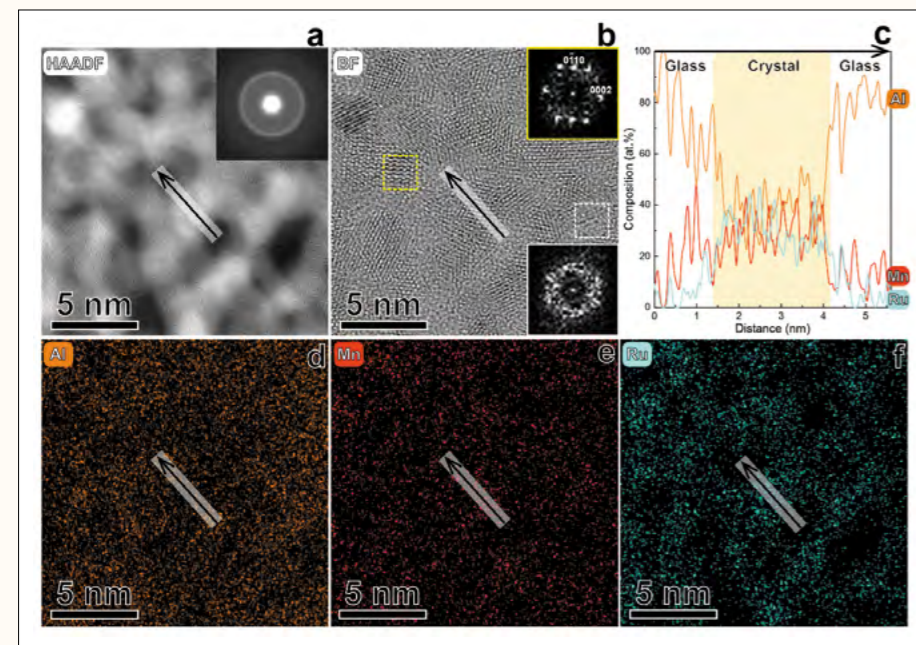 a
HAADF
5 nm
b
BF
0110
0002
5 nm
c
Glass
Crystal
Glass
Al
Mn
Ru
Composition (at.%)
100
80
60
40
20
0
0
1
2
3
4
5
Distance (nm)
Al
d
5 nm
Mn
e
5 nm
Ru
f
5 nm